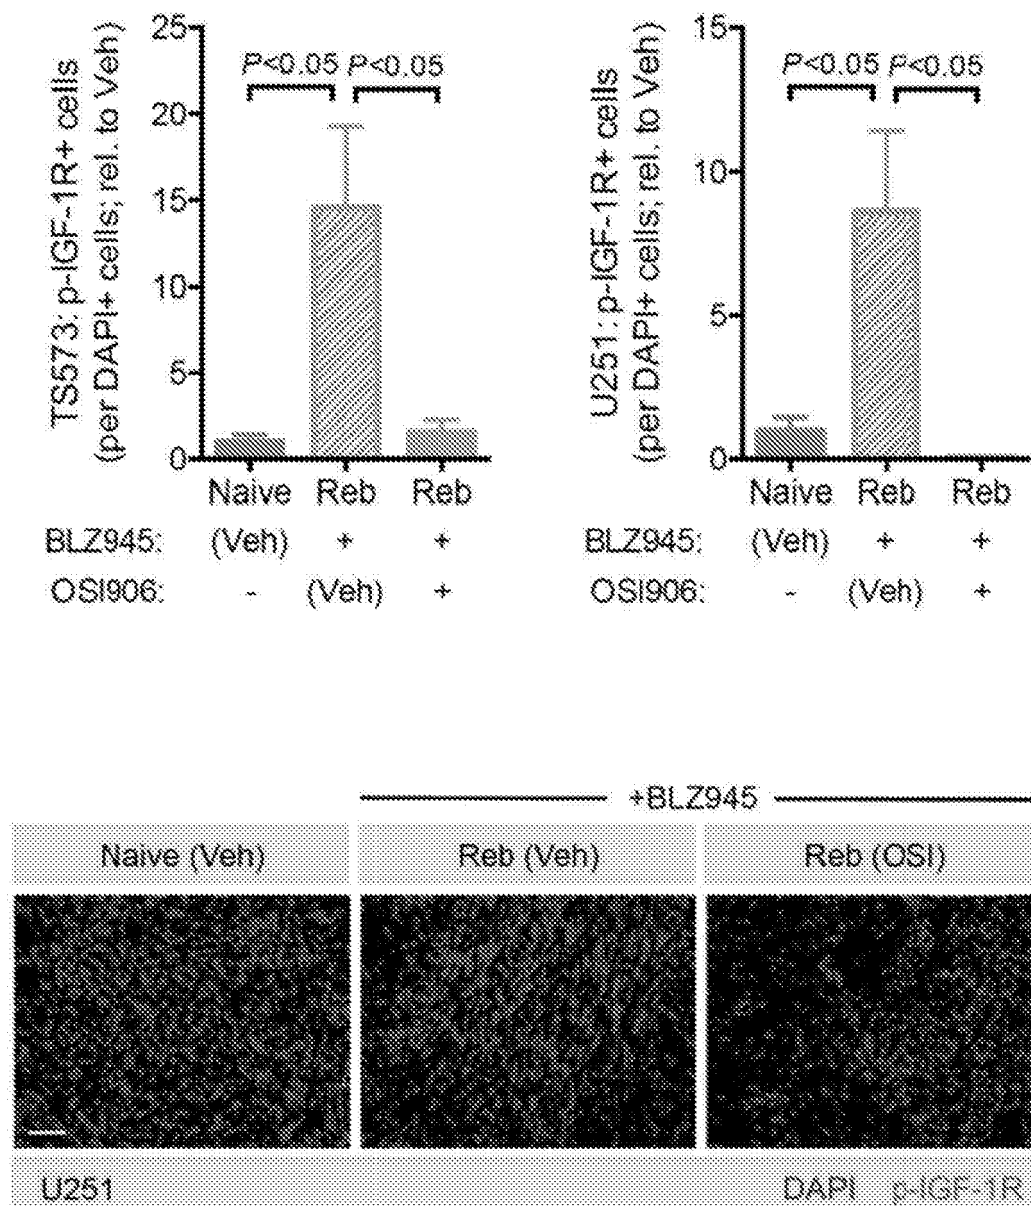 TS573: p-IGF-1R+ cells
(per DAPI+ cells; rel. to Veh)
25
20
15
10
5
0
P<0.05 P<0.05
Naive Reb Reb
BLZ945: (Veh) + +
OSI906: - (Veh) +
U251: p-IGF-1R+ cells
(per DAPI+ cells; rel. to Veh)
15
10
5
0
P<0.05 P<0.05
Naive Reb Reb
BLZ945: (Veh) + +
OSI906: - (Veh) +
+BLZ945
Naive (Veh) Reb (Veh) Reb (OSI)
U251 DAPI p-IGF-1R